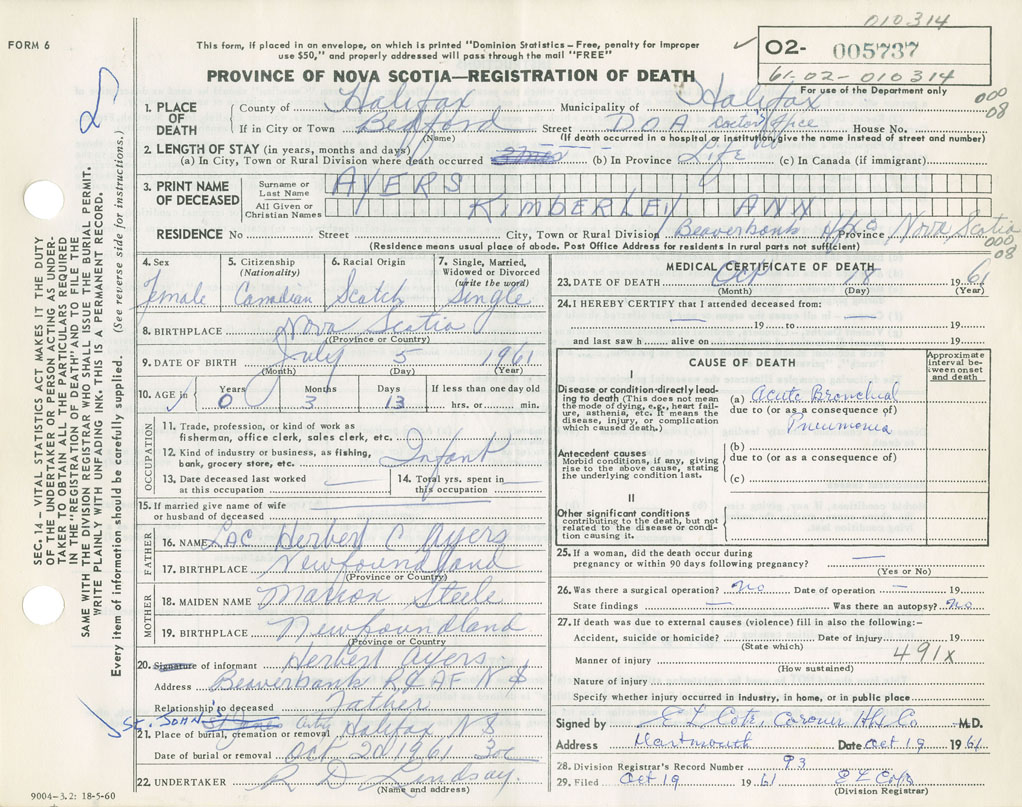 010314
FORM 6
This form, if placed in an envelope, on which is printed "Dominion Statistics – Free, penalty for improper
use $50," and properly addressed will pass through the mail "FREE"
O2- 005737
61-02-010314
For use of the Department only
PROVINCE OF NOVA SCOTIA—REGISTRATION OF DEATH
000
08
1. PLACE OF DEATH
County of Halifax Municipality of Halifax
If in City or Town Bedford Street DOA Doctors Office House No.
(Name) (If death occurred in a hospital or institution, give the name instead of street and number)
2. LENGTH OF STAY (in years, months and days)
(a) In City, Town or Rural Division where death occurred (b) In Province Life (c) In Canada (if immigrant)
3. PRINT NAME OF DECEASED
Surname or Last Name AYERS
All Given or Christian Names KIMBERLEY ANN
RESIDENCE No. Street City, Town or Rural Division Beaverbank Hfx Co Province Nova Scotia
(Residence means usual place of abode. Post Office Address for residents in rural parts not sufficient)
000
08
4. Sex
Female
5. Citizenship
(Nationality)
Canadian
6. Racial Origin
Scotch
7. Single, Married,
Widowed or Divorced
(write the word)
Single
8. BIRTHPLACE Nova Scotia
(Province or Country)
9. DATE OF BIRTH July 5 1961
(Month) (Day) (Year)
10. AGE in
Years 0
Months 3
Days 13
If less than one day old
hrs. or min.
OCCUPATION
11. Trade, profession, or kind of work as
fisherman, office clerk, sales clerk, etc.
12. Kind of industry or business, as fishing,
bank, grocery store, etc. Infant
13. Date deceased last worked
at this occupation —
14. Total yrs. spent in
this occupation —
15. If married give name of wife
or husband of deceased
FATHER
16. NAME LAC Herbert C Ayers
17. BIRTHPLACE Newfoundland
(Province or Country)
MOTHER
18. MAIDEN NAME Marion Steele
19. BIRTHPLACE Newfoundland
(Province or Country
20. Signature of informant Herbert Ayers
Address Beaverbank RCAF N S
Relationship to deceased Father
ST. JOHN'S
21. Place of burial, cremation or removal Halifax NS
Date of burial or removal Oct 20 1961
22. UNDERTAKER R D Lindsay
(Name and address)
9004-3.2: 18-5-60
MEDICAL CERTIFICATE OF DEATH
23. DATE OF DEATH Oct 18 1961
(Month) (Day) (Year)
24. I HEREBY CERTIFY that I attended deceased from:
— 19 to — 19
and last saw h alive on — 19
CAUSE OF DEATH
Approximate
interval be-
tween onset
and death
I
Disease or condition directly lead-
ing to death (This does not mean
the mode of dying, e.g., heart fail-
ure, asthenia, etc. It means the
disease, injury, or complication
which caused death.)
(a) Acute Bronchial
due to (or as a consequence of)
Pneumonia
Antecedent causes
Morbid conditions, if any, giving
rise to the above cause, stating
the underlying condition last.
(b)
due to (or as a consequence of)
(c)
II
Other significant conditions
contributing to the death, but not
related to the disease or condi-
tion causing it.
25. If a woman, did the death occur during
pregnancy or within 90 days following pregnancy? —
(Yes or No)
26. Was there a surgical operation? no Date of operation — 19
State findings — Was there an autopsy? no
27. If death was due to external causes (violence) fill in also the following:-
Accident, suicide or homicide? Date of injury 19
(State which)
491x
Manner of injury
(How sustained)
Nature of injury
Specify whether injury occurred in industry, in home, or in public place
Signed by E L Cote, Coroner Hfx Co M.D.
Address Dartmouth Date Oct 19 1961
28. Division Registrar's Record Number 93
29. Filed Oct 19 1961
(Division Registrar)
SEC. 14 – VITAL STATISTICS ACT MAKES IT THE DUTY
OF THE UNDERTAKER OR PERSON ACTING AS UNDER-
TAKER TO OBTAIN ALL THE PARTICULARS REQUIRED
IN THE "REGISTRATION OF DEATH" AND TO FILE THE
SAME WITH THE DIVISION REGISTRAR WHO SHALL ISSUE THE BURIAL PERMIT.
WRITE PLAINLY WITH UNFADING INK. THIS IS A PERMANENT RECORD.
Every item of information should be carefully supplied. (See reverse side for instructions.)